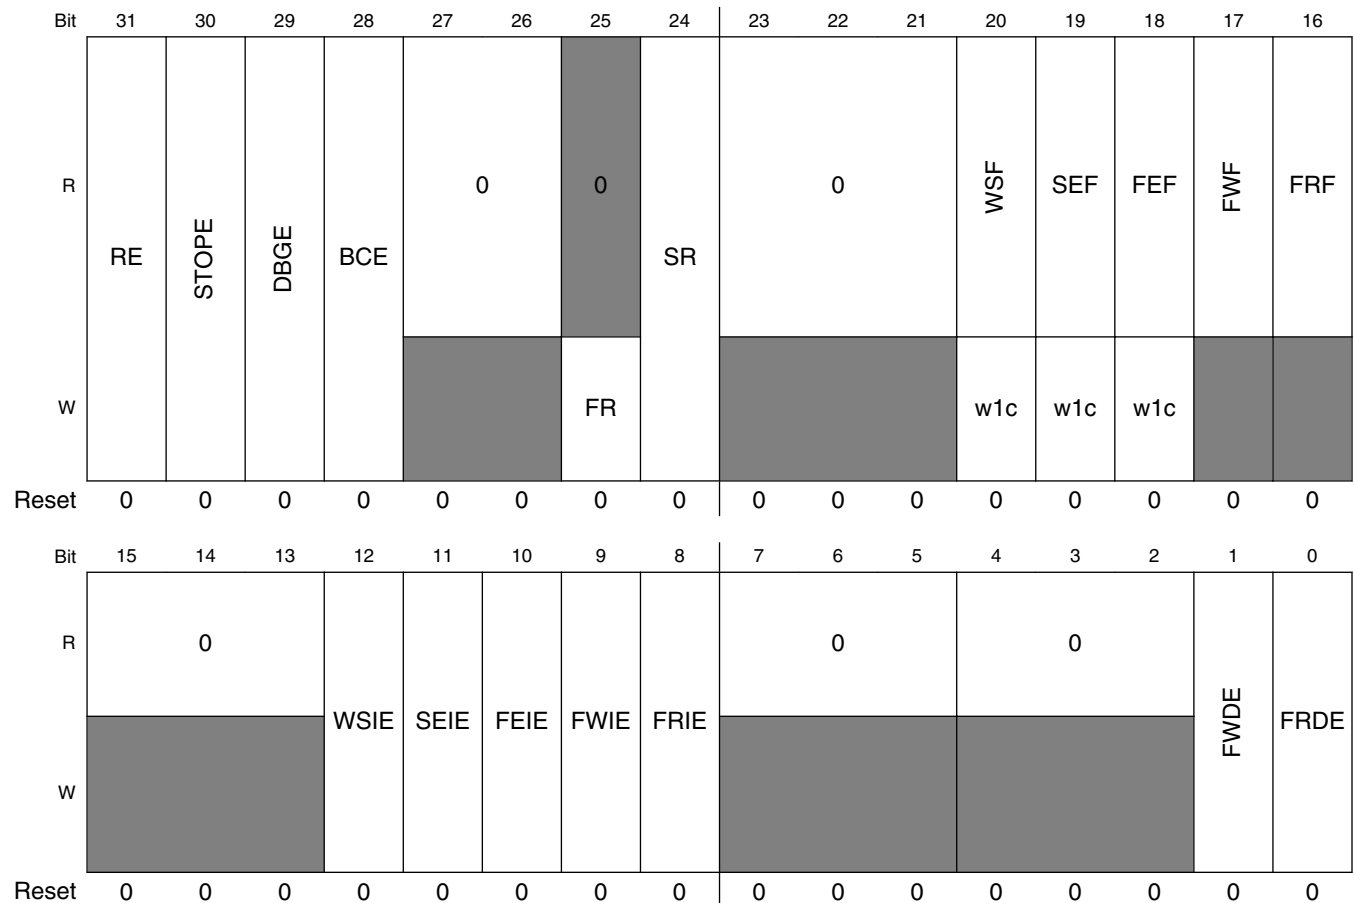 Bit 31 30 29 28 27 26 25 24 23 22 21 20 19 18 17 16
R 0 0 0 WSF SEF FEF FWF FRF
RE STOPE DBGE BCE SR
W FR w1c w1c w1c
Reset 0 0 0 0 0 0 0 0 0 0 0 0 0 0 0 0
Bit 15 14 13 12 11 10 9 8 7 6 5 4 3 2 1 0
R 0 0 0
WSIE SEIE FEIE FWIE FRIE FWDE FRDE
W
Reset 0 0 0 0 0 0 0 0 0 0 0 0 0 0 0 0